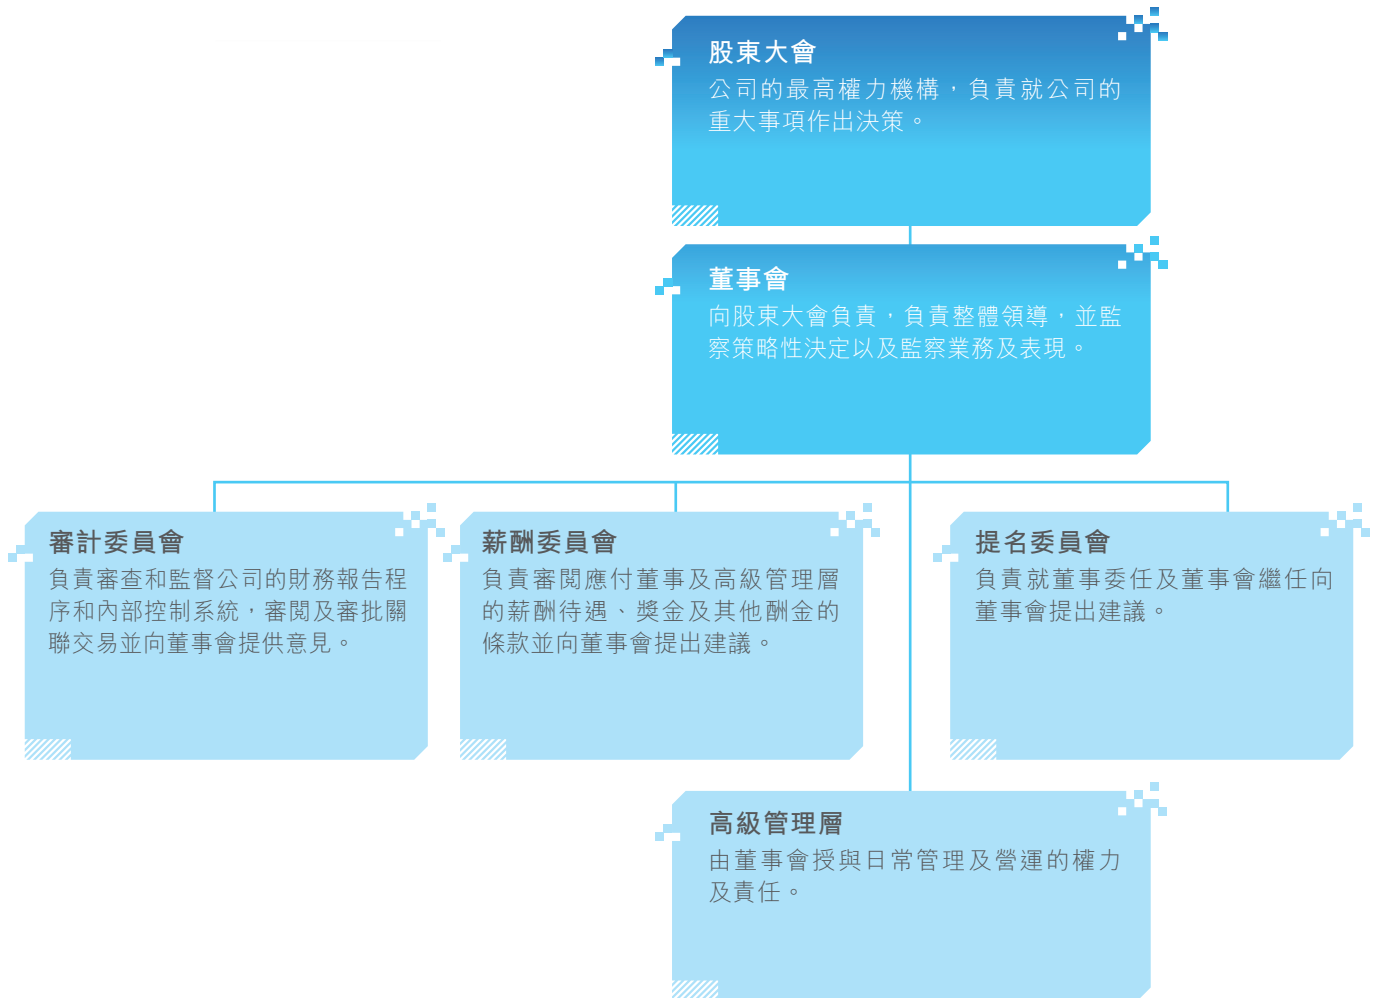 股東大會
公司的最高權力機構，負責就公司的
重大事項作出決策。
董事會
向股東大會負責，負責整體領導，並監
察策略性決定以及監察業務及表現。
審計委員會
負責審查和監督公司的財務報告程
序和內部控制系統，審閱及審批關
聯交易並向董事會提供意見。
薪酬委員會
負責審閱應付董事及高級管理層
的薪酬待遇、獎金及其他酬金的
條款並向董事會提出建議。
提名委員會
負責就董事委任及董事會繼任向
董事會提出建議。
高級管理層
由董事會授與日常管理及營運的權力
及責任。